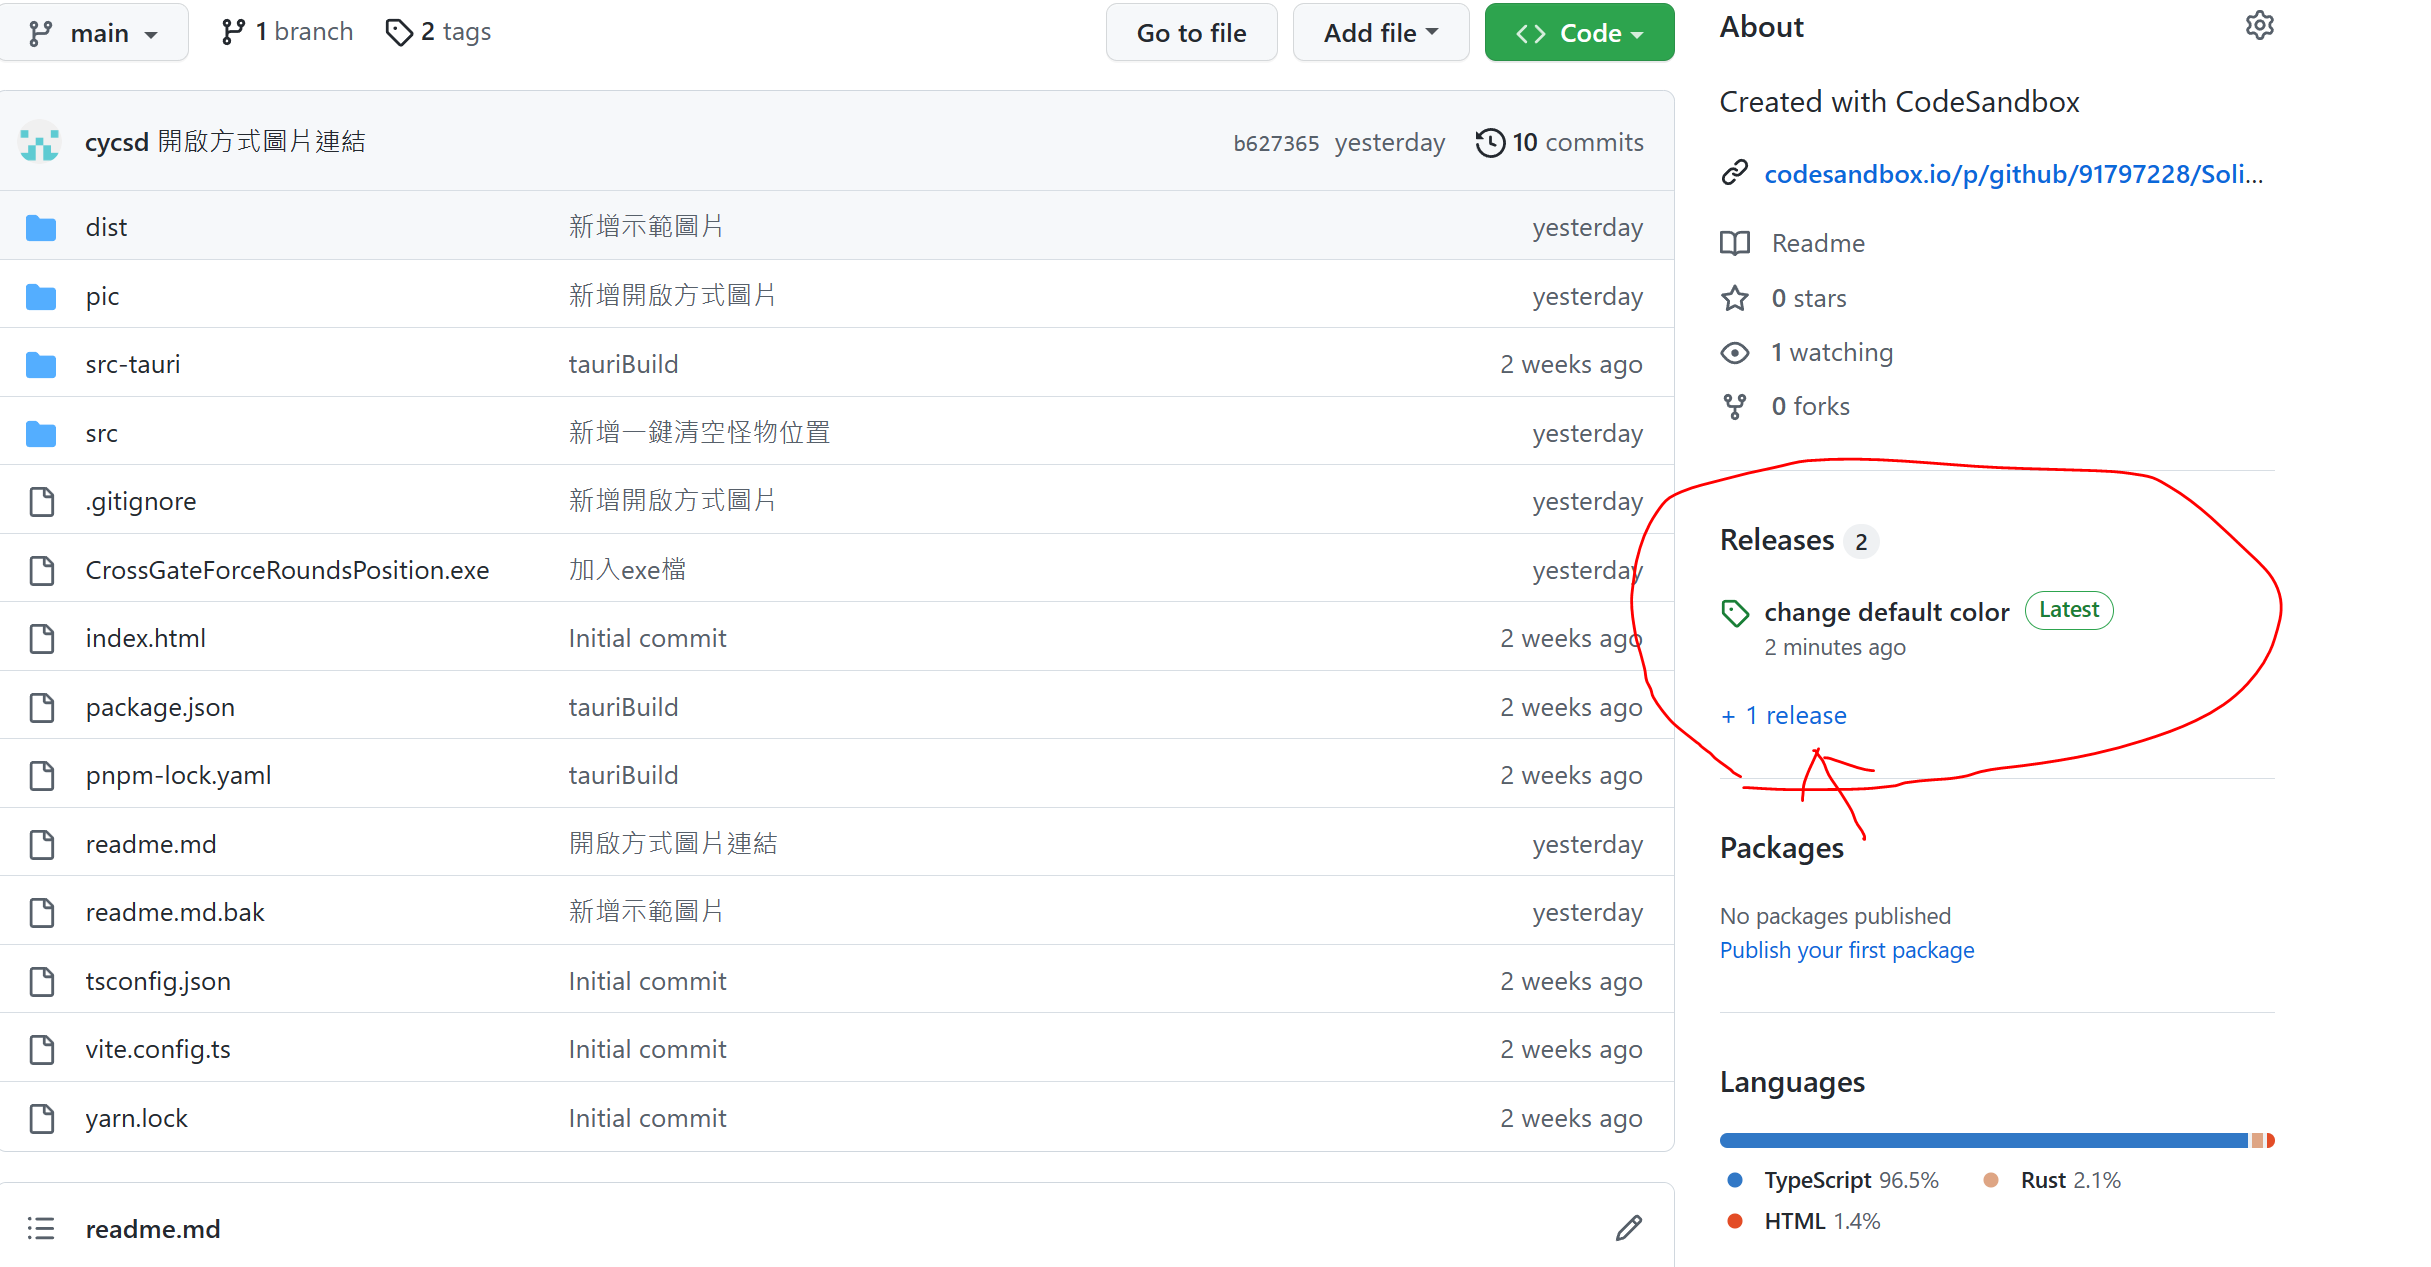 main
1 branch
2 tags
Go to file
Add file
Code
cycsd 開啟方式圖片連結
b627365 yesterday
10 commits
dist 新增示範圖片 yesterday
pic 新增開啟方式圖片 yesterday
src-tauri tauriBuild 2 weeks ago
src 新增一鍵清空怪物位置 yesterday
.gitignore 新增開啟方式圖片 yesterday
CrossGateForceRoundsPosition.exe 加入exe檔 yesterday
index.html Initial commit 2 weeks ago
package.json tauriBuild 2 weeks ago
pnpm-lock.yaml tauriBuild 2 weeks ago
readme.md 開啟方式圖片連結 yesterday
readme.md.bak 新增示範圖片 yesterday
tsconfig.json Initial commit 2 weeks ago
vite.config.ts Initial commit 2 weeks ago
yarn.lock Initial commit 2 weeks ago
readme.md
About
Created with CodeSandbox
codesandbox.io/p/github/91797228/Soli...
Readme
0 stars
1 watching
0 forks
Releases 2
change default color Latest
2 minutes ago
+ 1 release
Packages
No packages published
Publish your first package
Languages
TypeScript 96.5% Rust 2.1%
HTML 1.4%